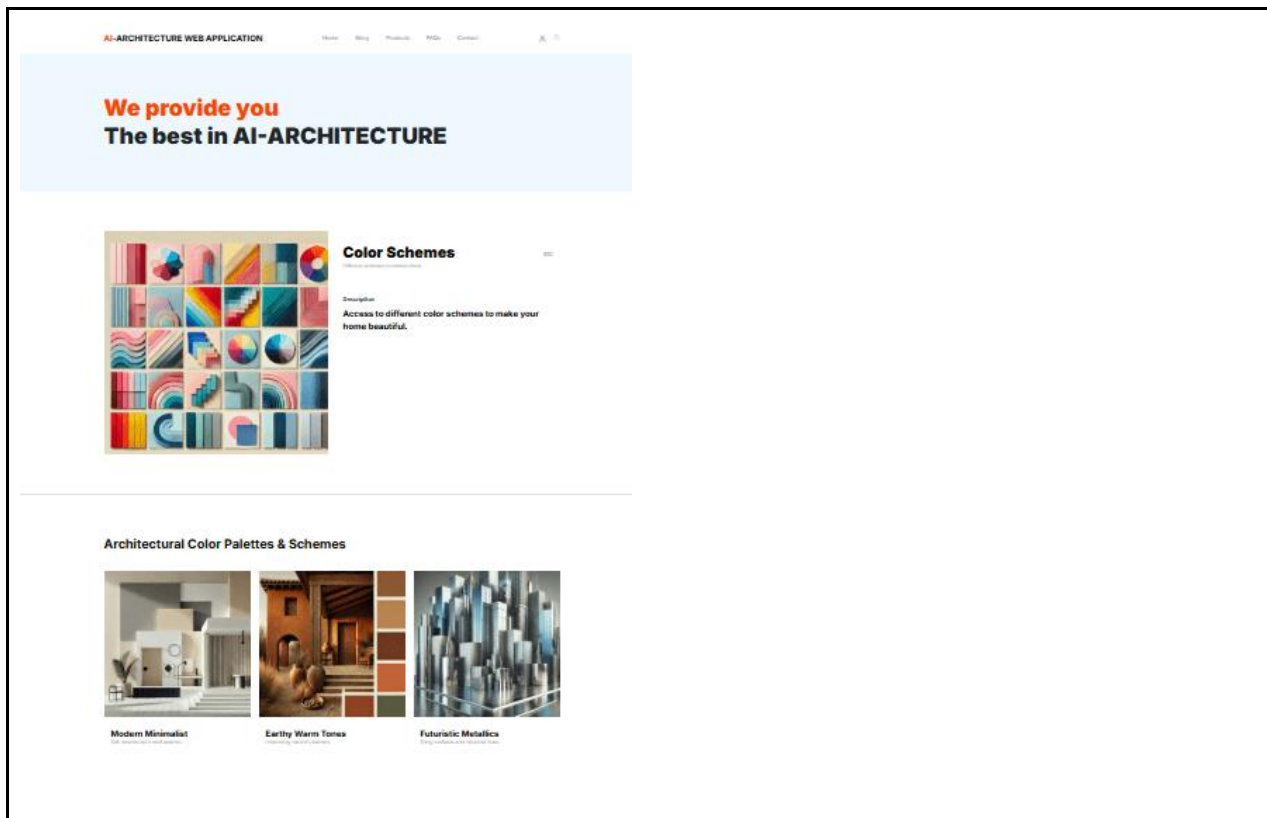 AI-ARCHITECTURE WEB APPLICATION
Home Blog Products FAQs Contact
We provide you
The best in AI-ARCHITECTURE
Color Schemes
Description
Access to different color schemes to make your
home beautiful.
Architectural Color Palettes & Schemes
Modern Minimalist
Earthy Warm Tones
Futuristic Metallics